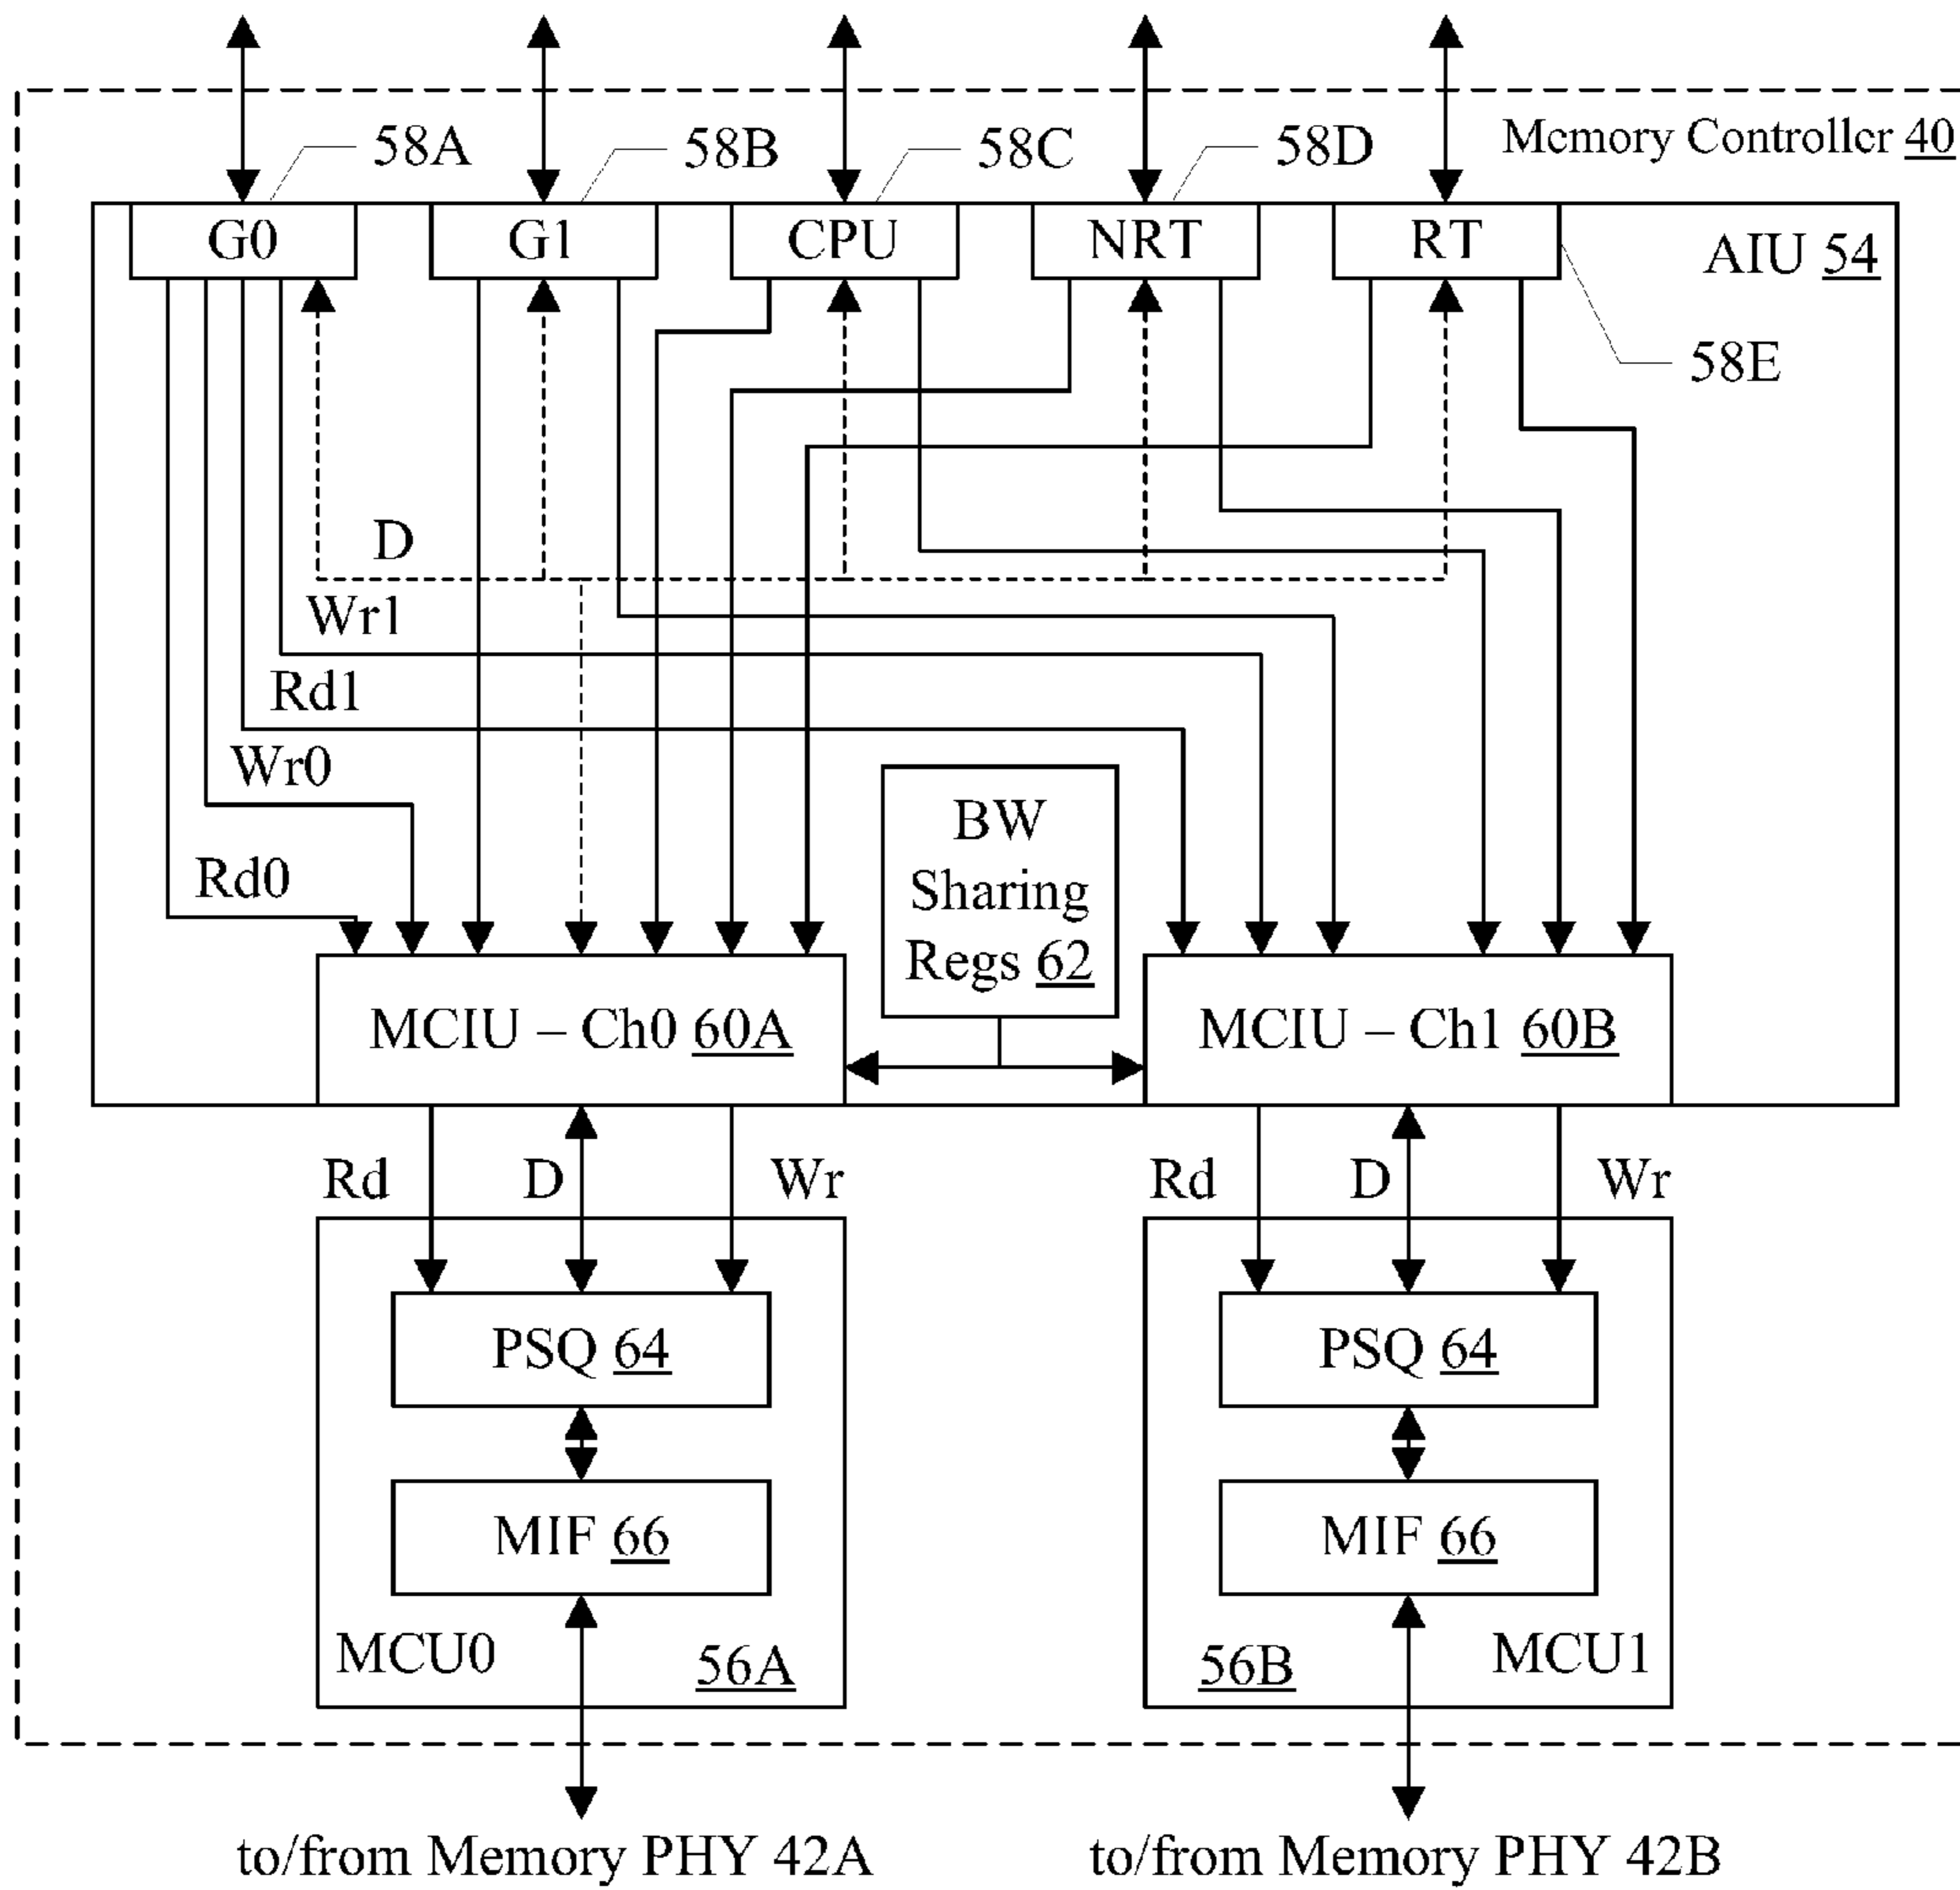 58A
58B
58C
58D
Memory Controller 40
G0
G1
CPU
NRT
RT
AIU 54
58E
D
Wr1
Rd1
Wr0
Rd0
BW
Sharing
Regs 62
MCIU – Ch0 60A
MCIU – Ch1 60B
Rd
D
Wr
Rd
D
Wr
PSQ 64
PSQ 64
MIF 66
MIF 66
MCU0
56A
56B
MCU1
to/from Memory PHY 42A
to/from Memory PHY 42B